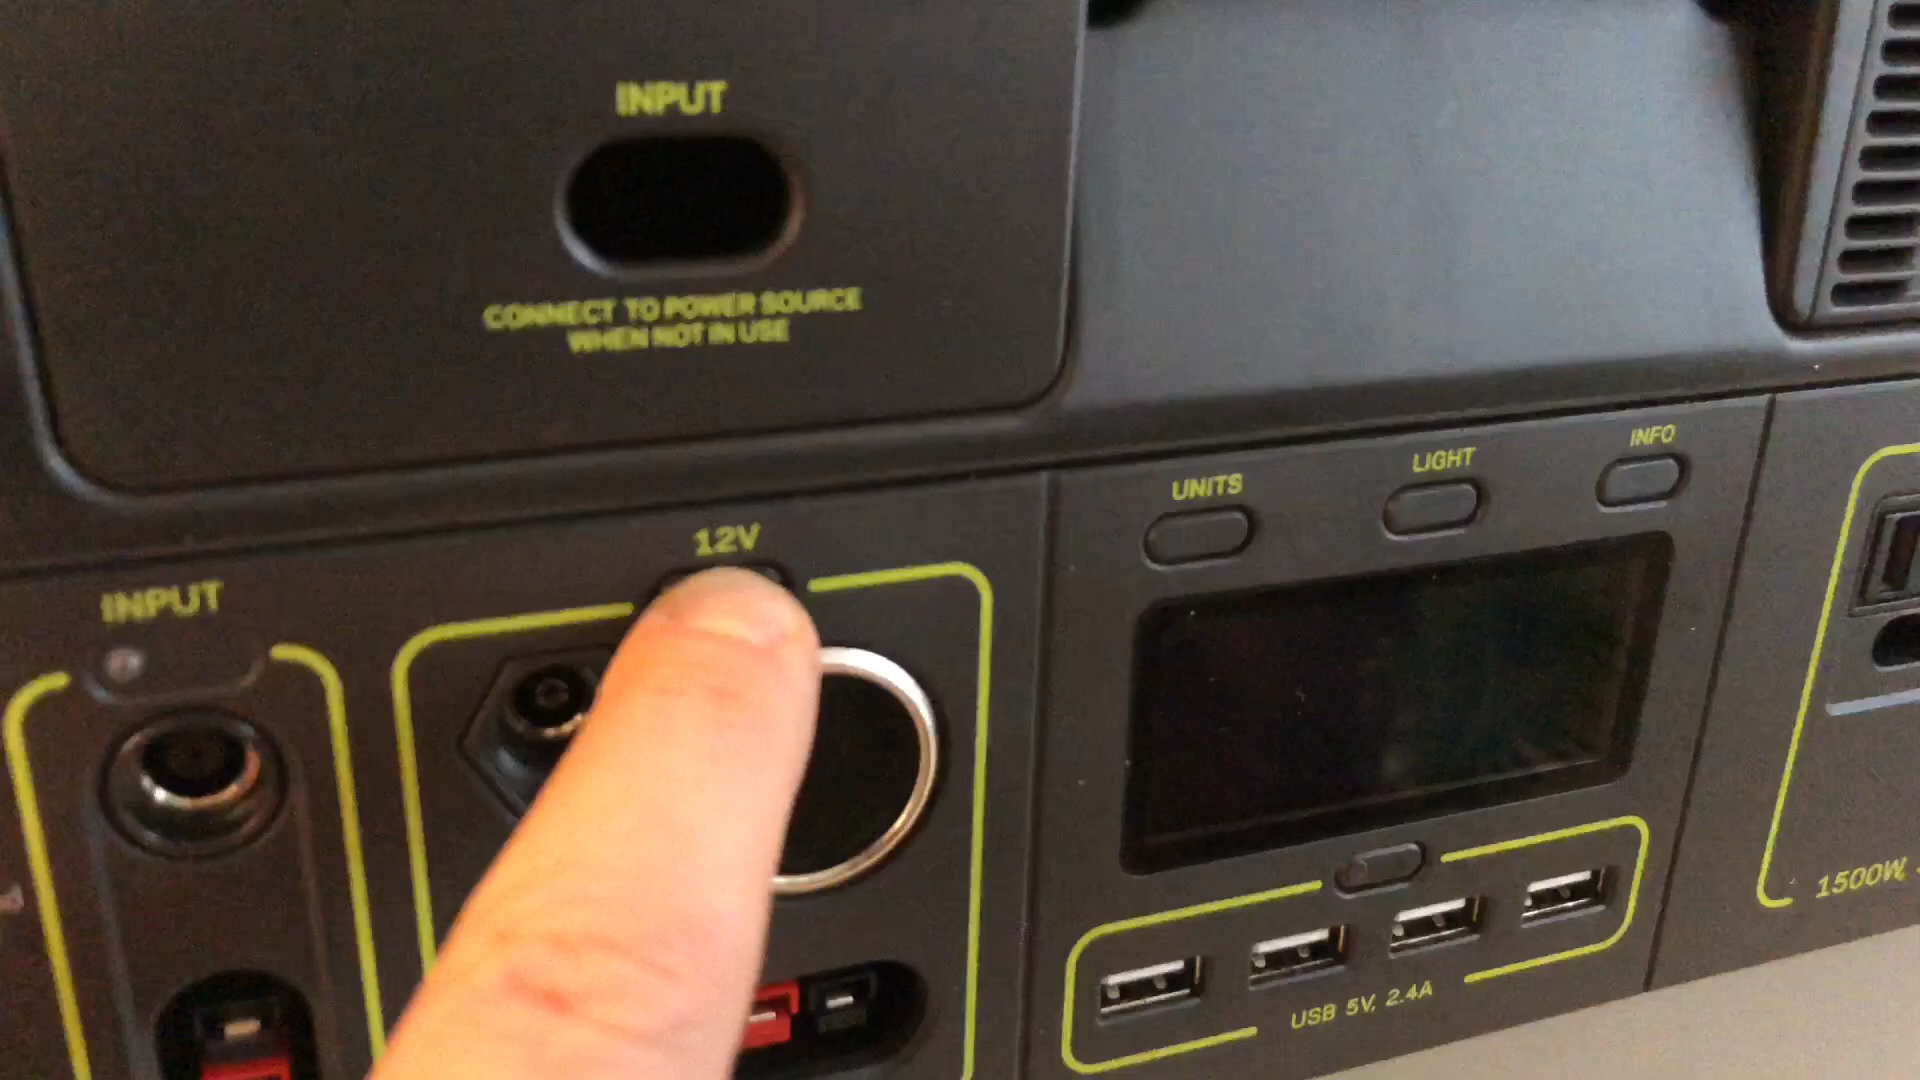 INPUT
CONNECT TO POWER SOURCE
WHEN NOT IN USE
INFO
LIGHT
UNITS
12V
INPUT
1500W,
USB 5V, 2.4A